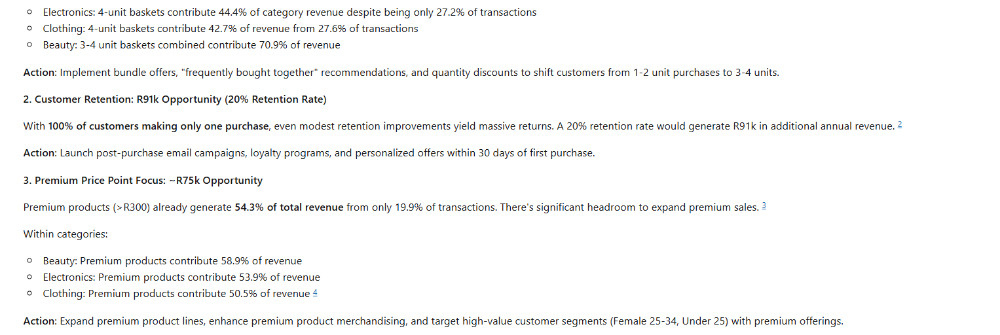 Electronics: 4-unit baskets contribute 44.4% of category revenue despite being only 27.2% of transactions
Clothing: 4-unit baskets contribute 42.7% of revenue from 27.6% of transactions
Beauty: 3-4 unit baskets combined contribute 70.9% of revenue
Action: Implement bundle offers, "frequently bought together" recommendations, and quantity discounts to shift customers from 1-2 unit purchases to 3-4 units.
2. Customer Retention: R91k Opportunity (20% Retention Rate)
With 100% of customers making only one purchase, even modest retention improvements yield massive returns. A 20% retention rate would generate R91k in additional annual revenue. 2
Action: Launch post-purchase email campaigns, loyalty programs, and personalized offers within 30 days of first purchase.
3. Premium Price Point Focus: ~R75k Opportunity
Premium products (>R300) already generate 54.3% of total revenue from only 19.9% of transactions. There's significant headroom to expand premium sales. 3
Within categories:
Beauty: Premium products contribute 58.9% of revenue
Electronics: Premium products contribute 53.9% of revenue
Clothing: Premium products contribute 50.5% of revenue 4
Action: Expand premium product lines, enhance premium product merchandising, and target high-value customer segments (Female 25-34, Under 25) with premium offerings.